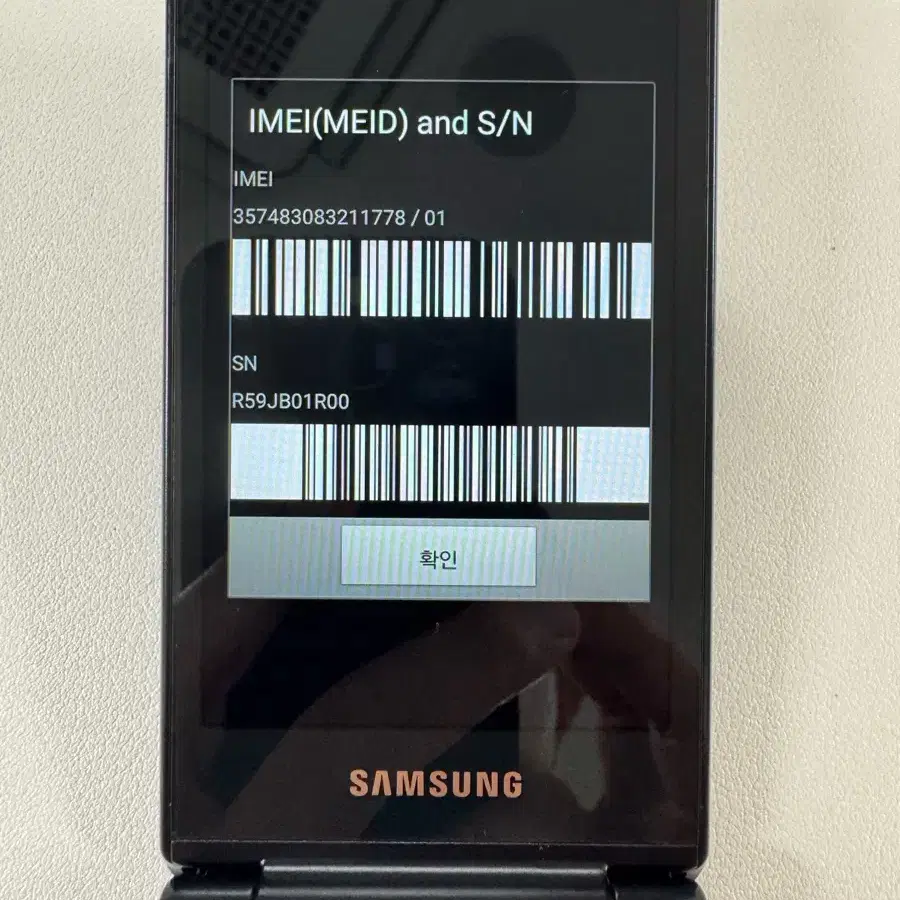 IMEI(MEID) and S/N
IMEI
357483083211778 / 01
SN
R59JB01R00
확인
SAMSUNG